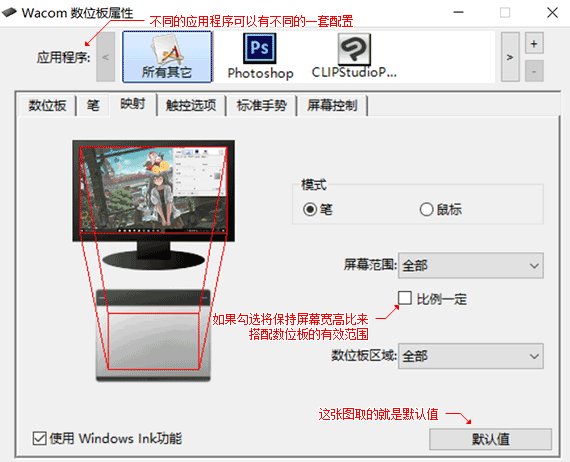 Wacom 数位板属性
不同的应用程序可以有不同的一套配置
应用程序:
<
所有其它
Photoshop
CLIPStudioP...
>
+
-
数位板
笔
映射
触控选项
标准手势
屏幕控制
模式
笔
鼠标
屏幕范围:
全部
比例一定
如果勾选将保持屏幕宽高比来
搭配数位板的有效范围
数位板区域:
全部
这张图取的就是默认值
使用 Windows Ink功能
默认值